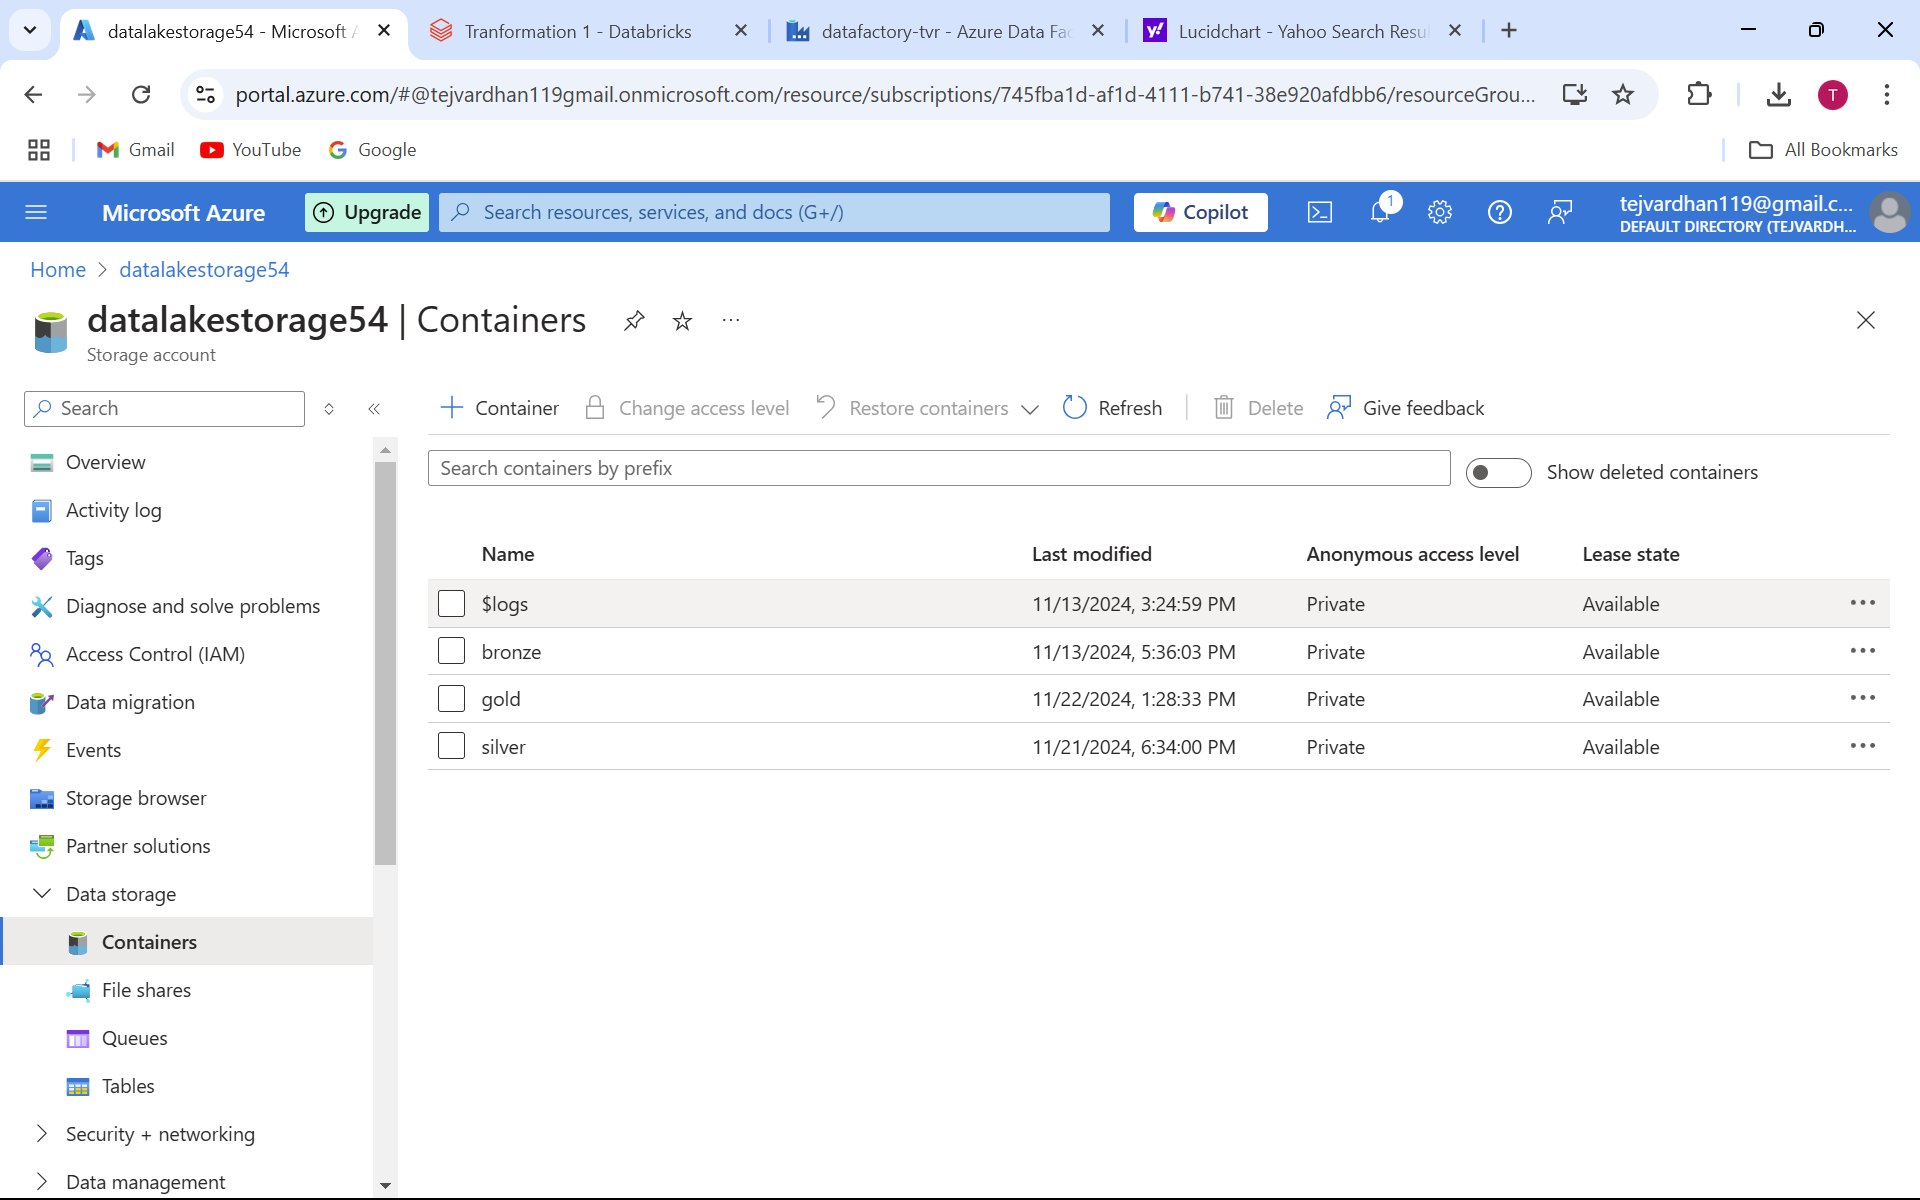 datalakestorage54 - Microsoft A
Tranformation 1 - Databricks
datafactory-tvr - Azure Data Fac
Lucidchart - Yahoo Search Resul
portal.azure.com/#@tejvardhan119gmail.onmicrosoft.com/resource/subscriptions/745fba1d-af1d-4111-b741-38e920afdbb6/resourceGrou...
T
Gmail
YouTube
Google
All Bookmarks
Microsoft Azure
Upgrade
Search resources, services, and docs (G+/)
Copilot
1
tejvardhan119@gmail.c...
DEFAULT DIRECTORY (TEJVARDH...
Home > datalakestorage54
datalakestorage54 | Containers
Storage account
Search
Container
Change access level
Restore containers
Refresh
Delete
Give feedback
Search containers by prefix
Show deleted containers
Name Last modified Anonymous access level Lease state
$logs 11/13/2024, 3:24:59 PM Private Available
bronze 11/13/2024, 5:36:03 PM Private Available
gold 11/22/2024, 1:28:33 PM Private Available
silver 11/21/2024, 6:34:00 PM Private Available
Overview
Activity log
Tags
Diagnose and solve problems
Access Control (IAM)
Data migration
Events
Storage browser
Partner solutions
Data storage
Containers
File shares
Queues
Tables
Security + networking
Data management